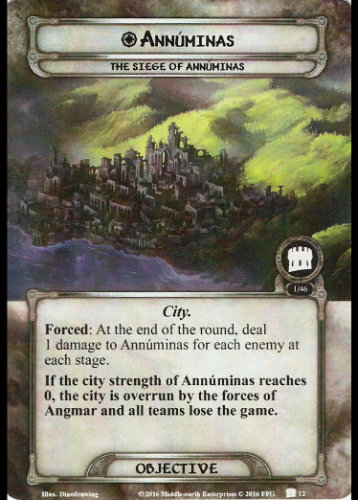 ANNÚMINAS
THE SIEGE OF ANNÚMINAS
1/46
City.
Forced: At the end of the round, deal
1 damage to Annúminas for each enemy at
each stage.
If the city strength of Annúminas reaches
0, the city is overrun by the forces of
Angmar and all teams lose the game.
Illus. Dinodrawing
©2016 Middle-earth Enterprises © 2016 FFG
12
OBJECTIVE